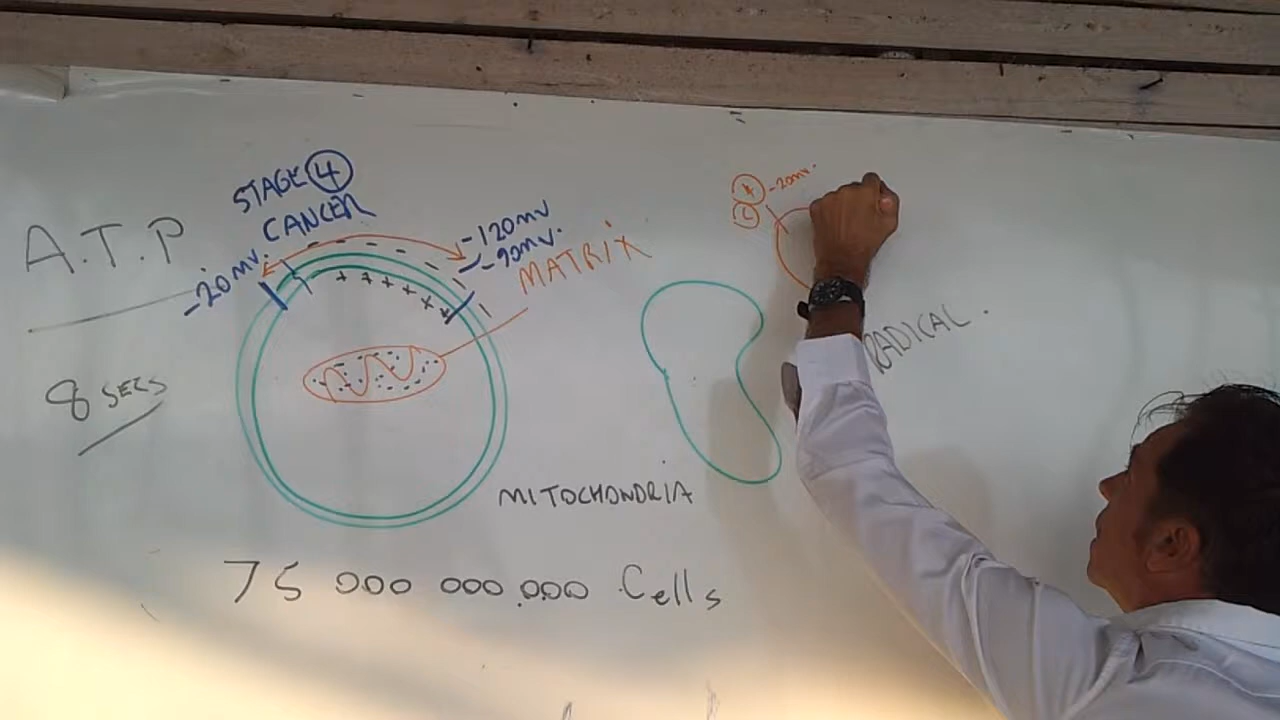 A.T.P
8 SECS
STAGE 4
CANCER
-20mv.
-120mv
-90mv.
MATRIX
MITOCHONDRIA
75 000 000.000 Cells
-20mv.
RADICAL.